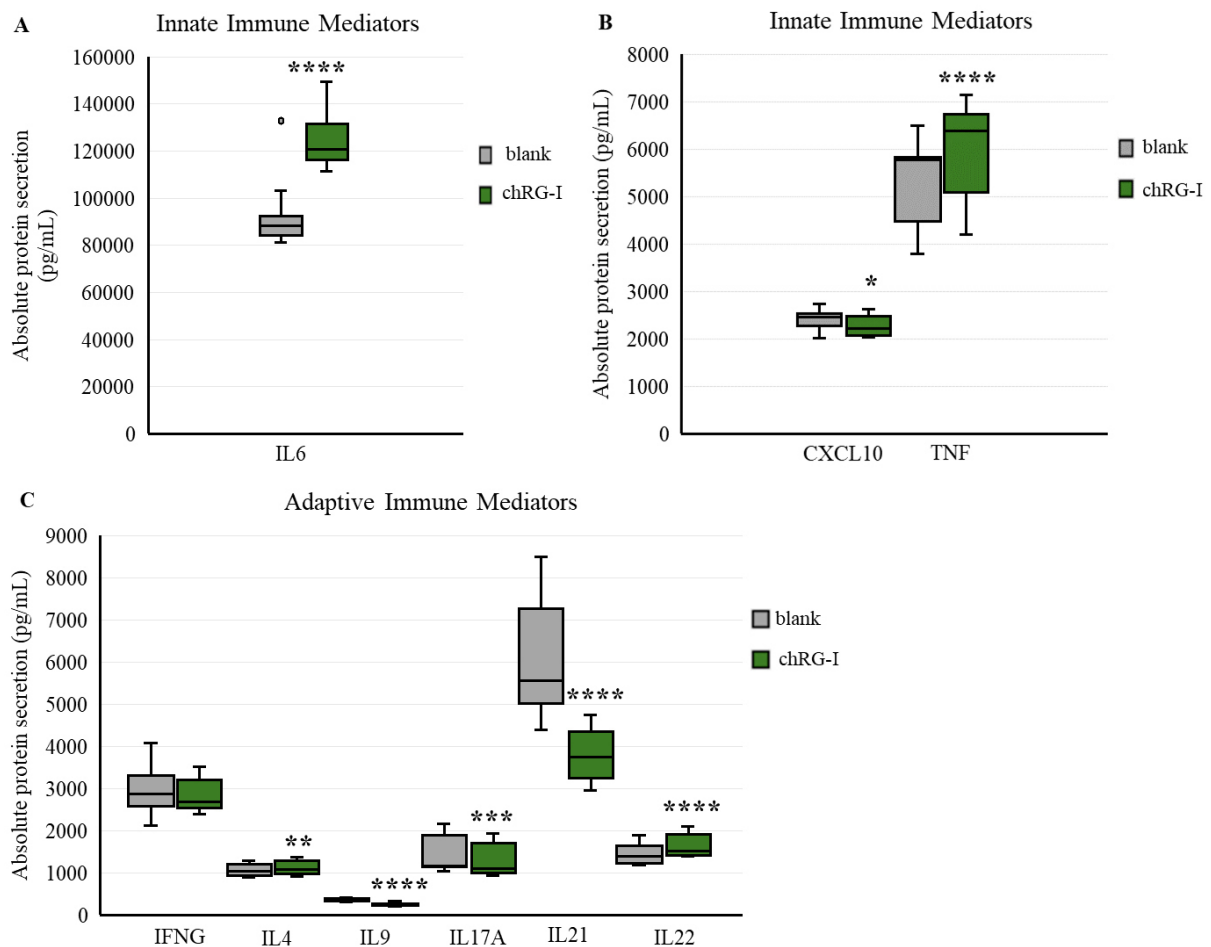 A
Innate Immune Mediators
160000
140000
120000
100000
80000
60000
40000
20000
0
Absolute protein secretion
(pg/mL)
****
IL6
blank
chRG-I
B
Innate Immune Mediators
8000
7000
6000
5000
4000
3000
2000
1000
0
Absolute protein secretion (pg/mL)
****
*
CXCL10
TNF
blank
chRG-I
C
Adaptive Immune Mediators
9000
8000
7000
6000
5000
4000
3000
2000
1000
0
Absolute protein secretion (pg/mL)
**
****
***
****
****
IFNG
IL4
IL9
IL17A
IL21
IL22
blank
chRG-I